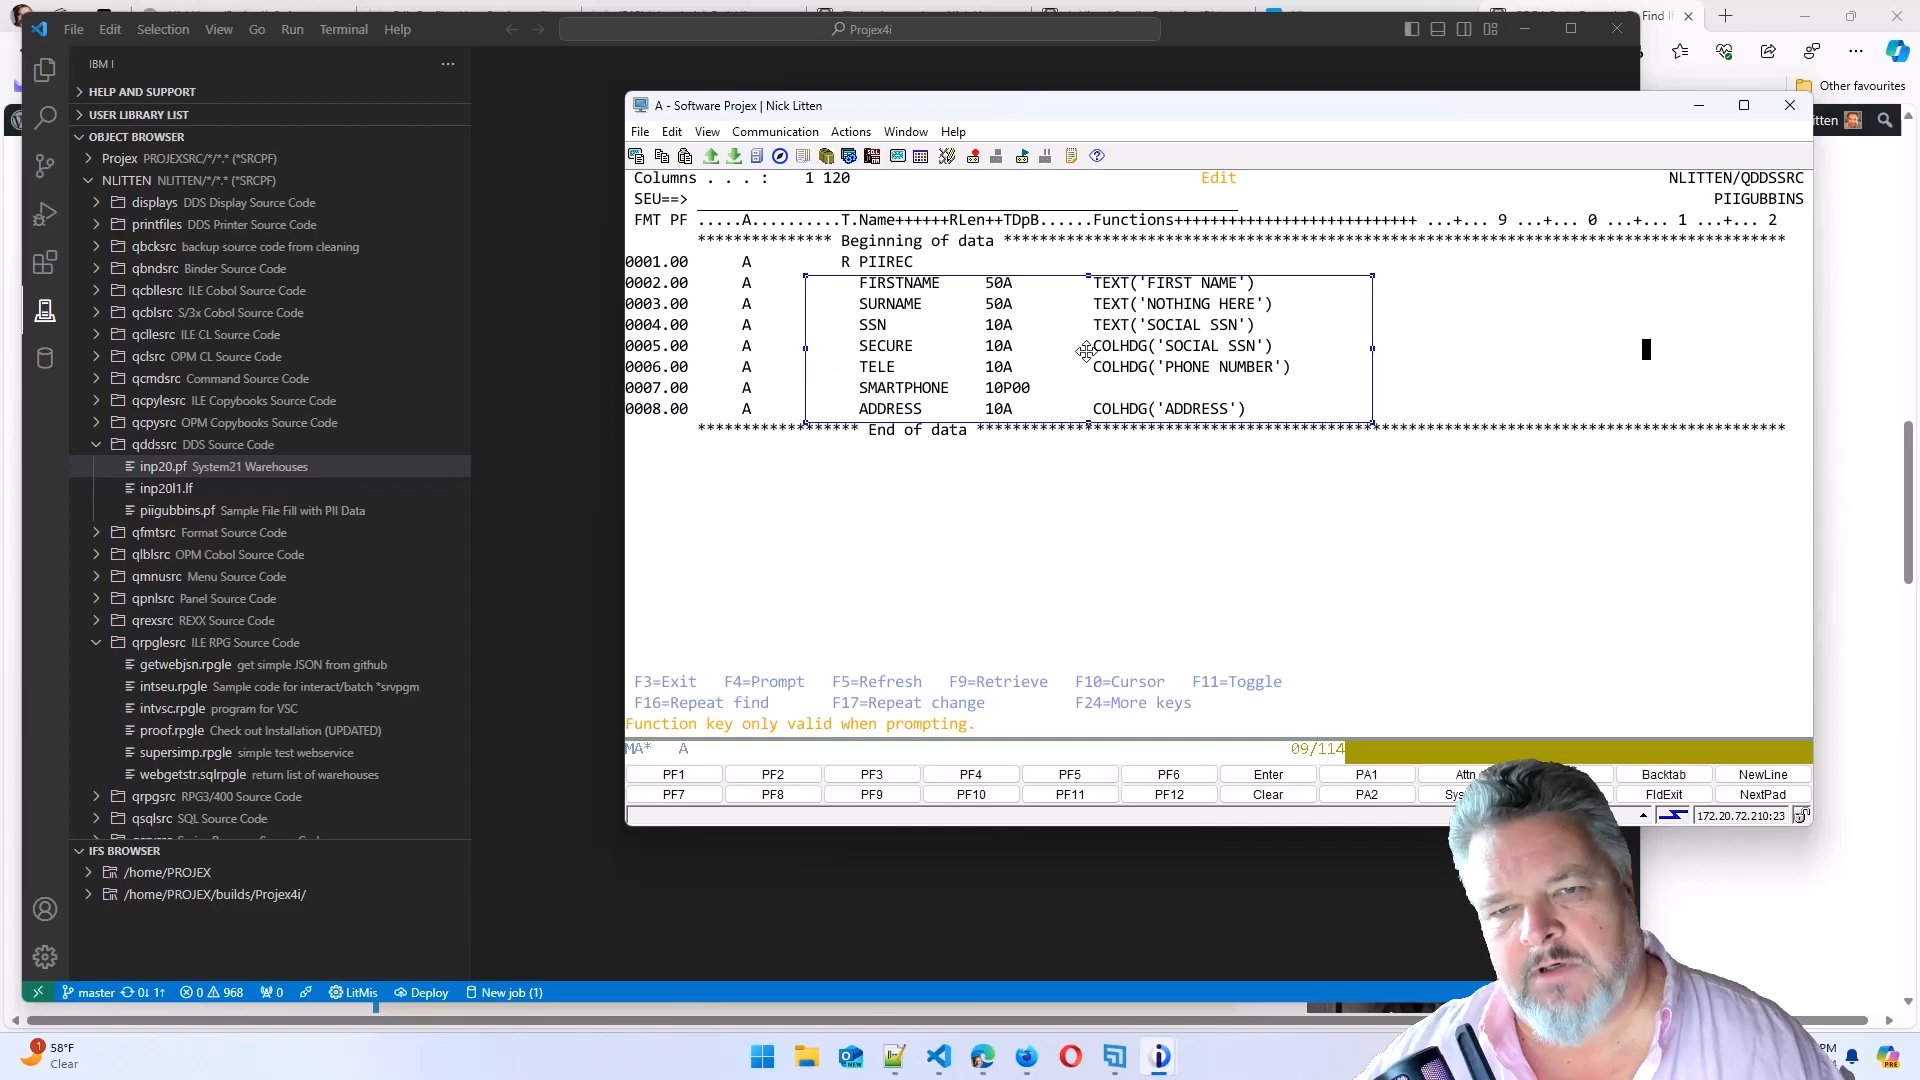 Find If
File Edit Selection View Go Run Terminal Help
Projex4i
Other favourites
itten
IBM I
HELP AND SUPPORT
USER LIBRARY LIST
OBJECT BROWSER
Projex PROJEXSRC/*/*.* (*SRCPF)
NLITTEN NLITTEN/*/*.* (*SRCPF)
displays DDS Display Source Code
printfiles DDS Printer Source Code
qbcksrc backup source code from cleaning
qbndsrc Binder Source Code
qcbllesrc ILE Cobol Source Code
qcblsrc S/3x Cobol Source Code
qcllesrc ILE CL Source Code
qclsrc OPM CL Source Code
qcmdsrc Command Source Code
qcpylesrc ILE Copybooks Source Code
qcpysrc OPM Copybooks Source Code
qddssrc DDS Source Code
inp20.pf System21 Warehouses
inp20l1.lf
piigubbins.pf Sample File Fill with PII Data
qfmtsrc Format Source Code
qlblsrc OPM Cobol Source Code
qmnusrc Menu Source Code
qpnlsrc Panel Source Code
qrexsrc REXX Source Code
qrpglesrc ILE RPG Source Code
getwebjsn.rpgle get simple JSON from github
intseu.rpgle Sample code for interact/batch *srvpgm
intvsc.rpgle program for VSC
proof.rpgle Check out Installation (UPDATED)
supersimp.rpgle simple test webservice
webgetstr.sqlrpgle return list of warehouses
qrpgsrc RPG3/400 Source Code
qsqlsrc SQL Source Code
IFS BROWSER
/home/PROJEX
/home/PROJEX/builds/Projex4i/
master 0↓ 1↑ 0 968 0 LitMis Deploy New job (1)
A - Software Projex | Nick Litten
File Edit View Communication Actions Window Help
Columns . . . : 1 120 Edit NLITTEN/QDDSSRC
SEU==> PIIGUBBINS
FMT PF .....A..........T.Name++++++RLen++TDpB......Functions+++++++++++++++++++++++++++ ...+... 9 ...+... 0 ...+... 1 ...+... 2
*************** Beginning of data ***************************************************************************************
0001.00 A R PIIREC
0002.00 A FIRSTNAME 50A TEXT('FIRST NAME')
0003.00 A SURNAME 50A TEXT('NOTHING HERE')
0004.00 A SSN 10A TEXT('SOCIAL SSN')
0005.00 A SECURE 10A COLHDG('SOCIAL SSN')
0006.00 A TELE 10A COLHDG('PHONE NUMBER')
0007.00 A SMARTPHONE 10P00
0008.00 A ADDRESS 10A COLHDG('ADDRESS')
****************** End of data ******************************************************************************************
F3=Exit F4=Prompt F5=Refresh F9=Retrieve F10=Cursor F11=Toggle
F16=Repeat find F17=Repeat change F24=More keys
Function key only valid when prompting.
MA* A 09/114
PF1 PF2 PF3 PF4 PF5 PF6 Enter PA1 Attn Backtab NewLine
PF7 PF8 PF9 PF10 PF11 PF12 Clear PA2 FldExit NextPad
172.20.72.210:23
1
58°F
Clear
NEW
PM
PRE